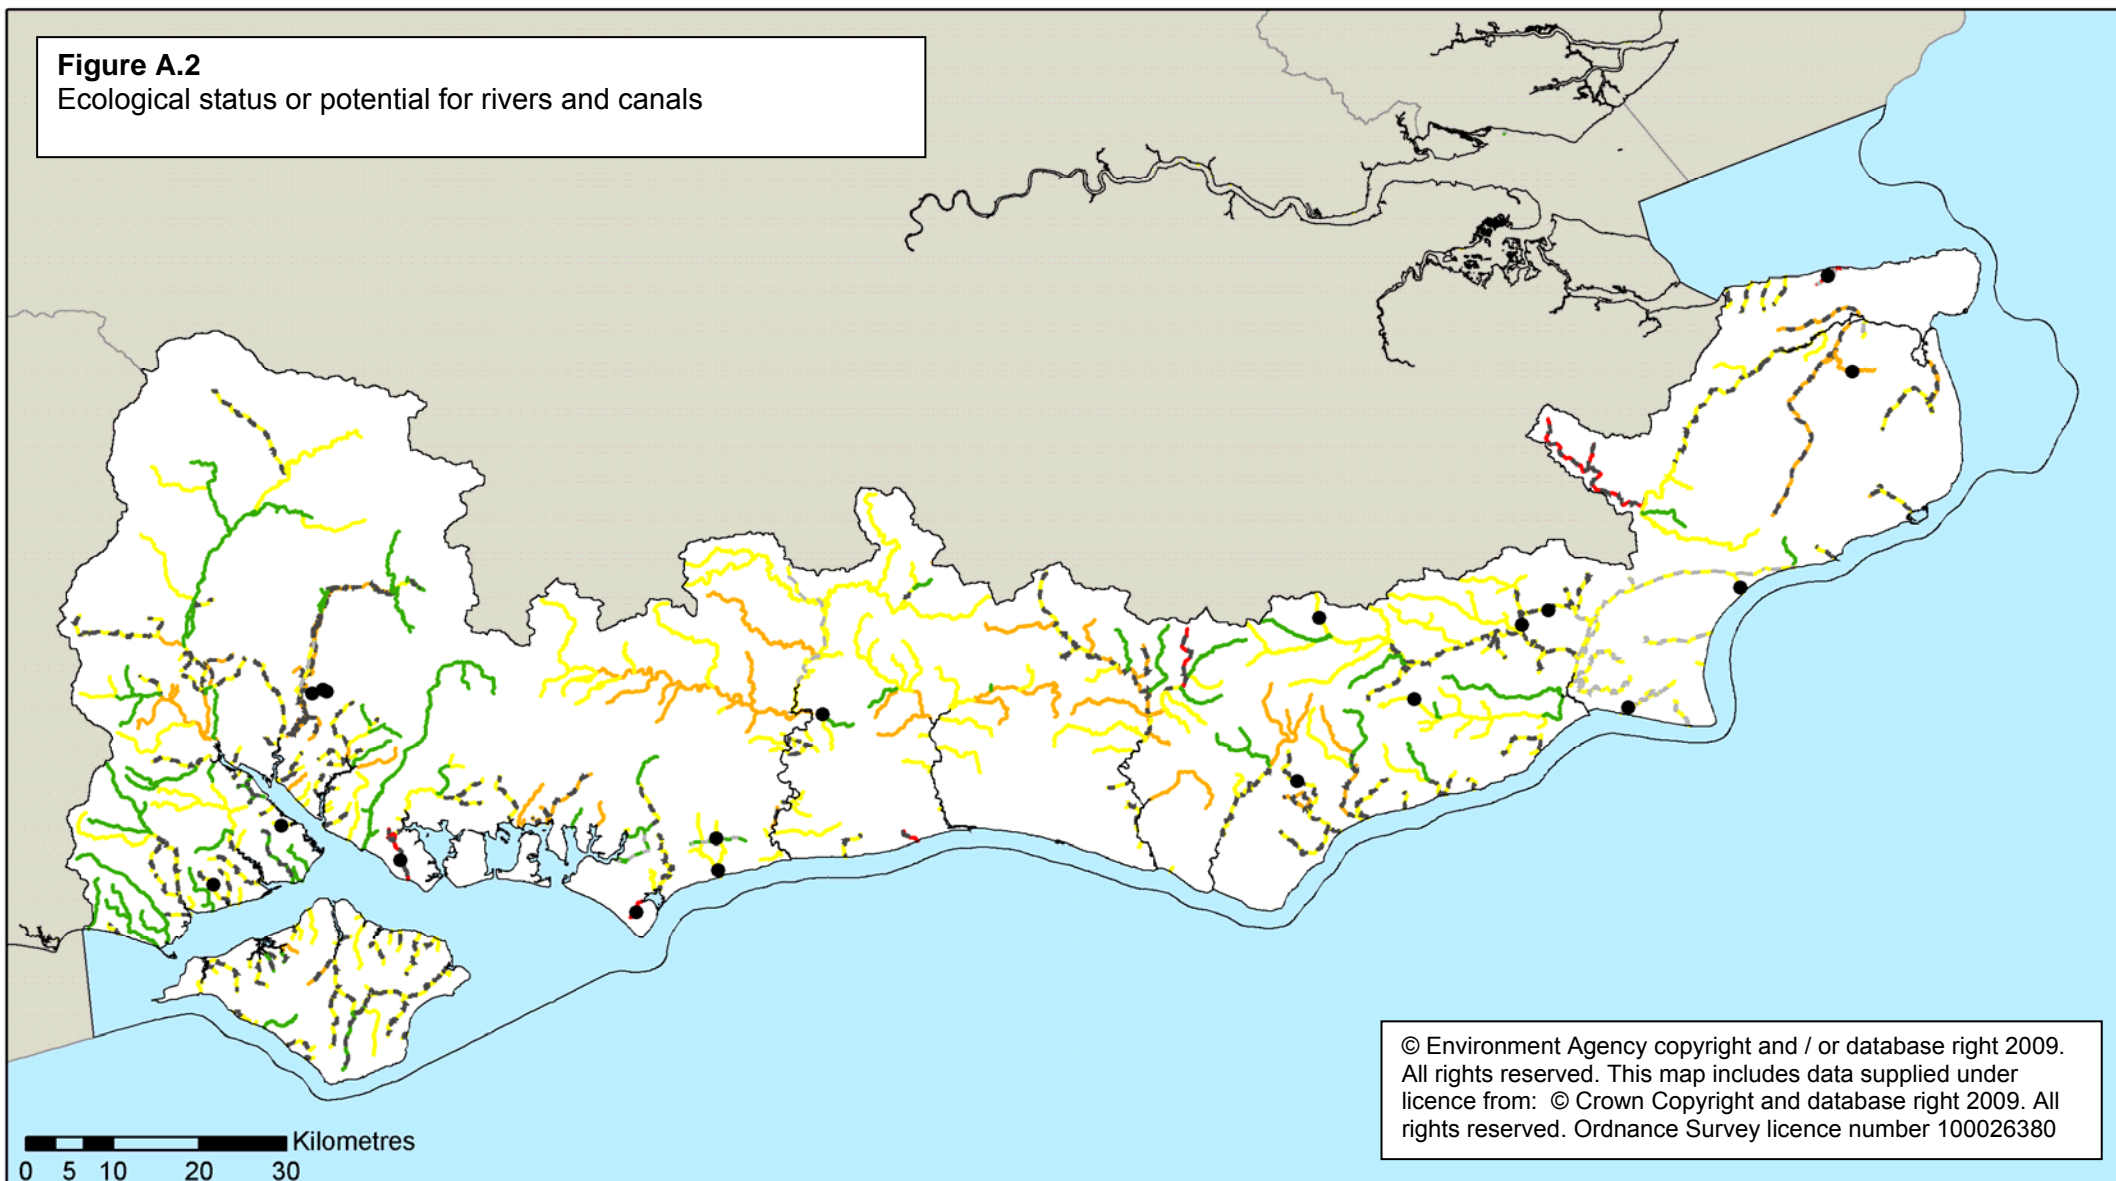 Figure A.2
Ecological status or potential for rivers and canals
© Environment Agency copyright and / or database right 2009.
All rights reserved. This map includes data supplied under
licence from: © Crown Copyright and database right 2009. All
rights reserved. Ordnance Survey licence number 100026380
Kilometres
0 5 10 20 30